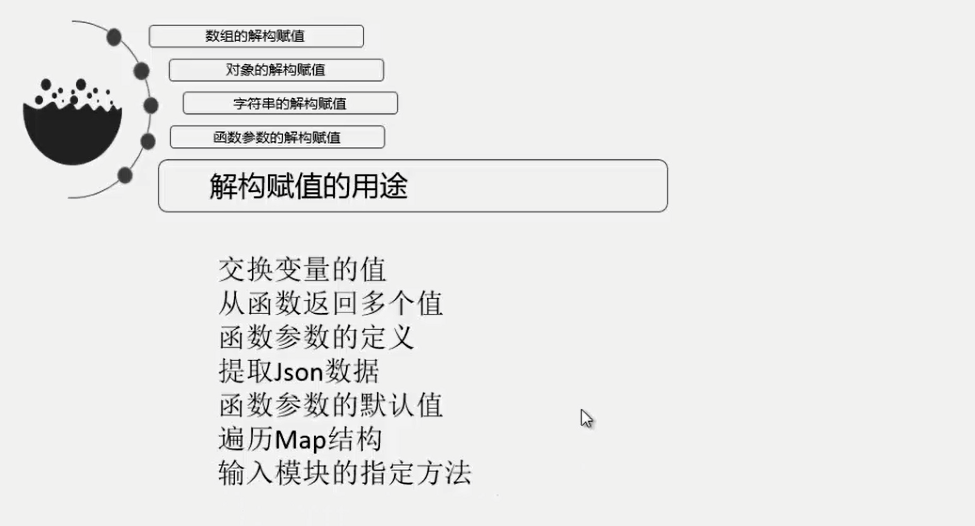 数组的解构赋值
对象的解构赋值
字符串的解构赋值
函数参数的解构赋值
解构赋值的用途
交换变量的值
从函数返回多个值
函数参数的定义
提取Json数据
函数参数的默认值
遍历Map结构
输入模块的指定方法